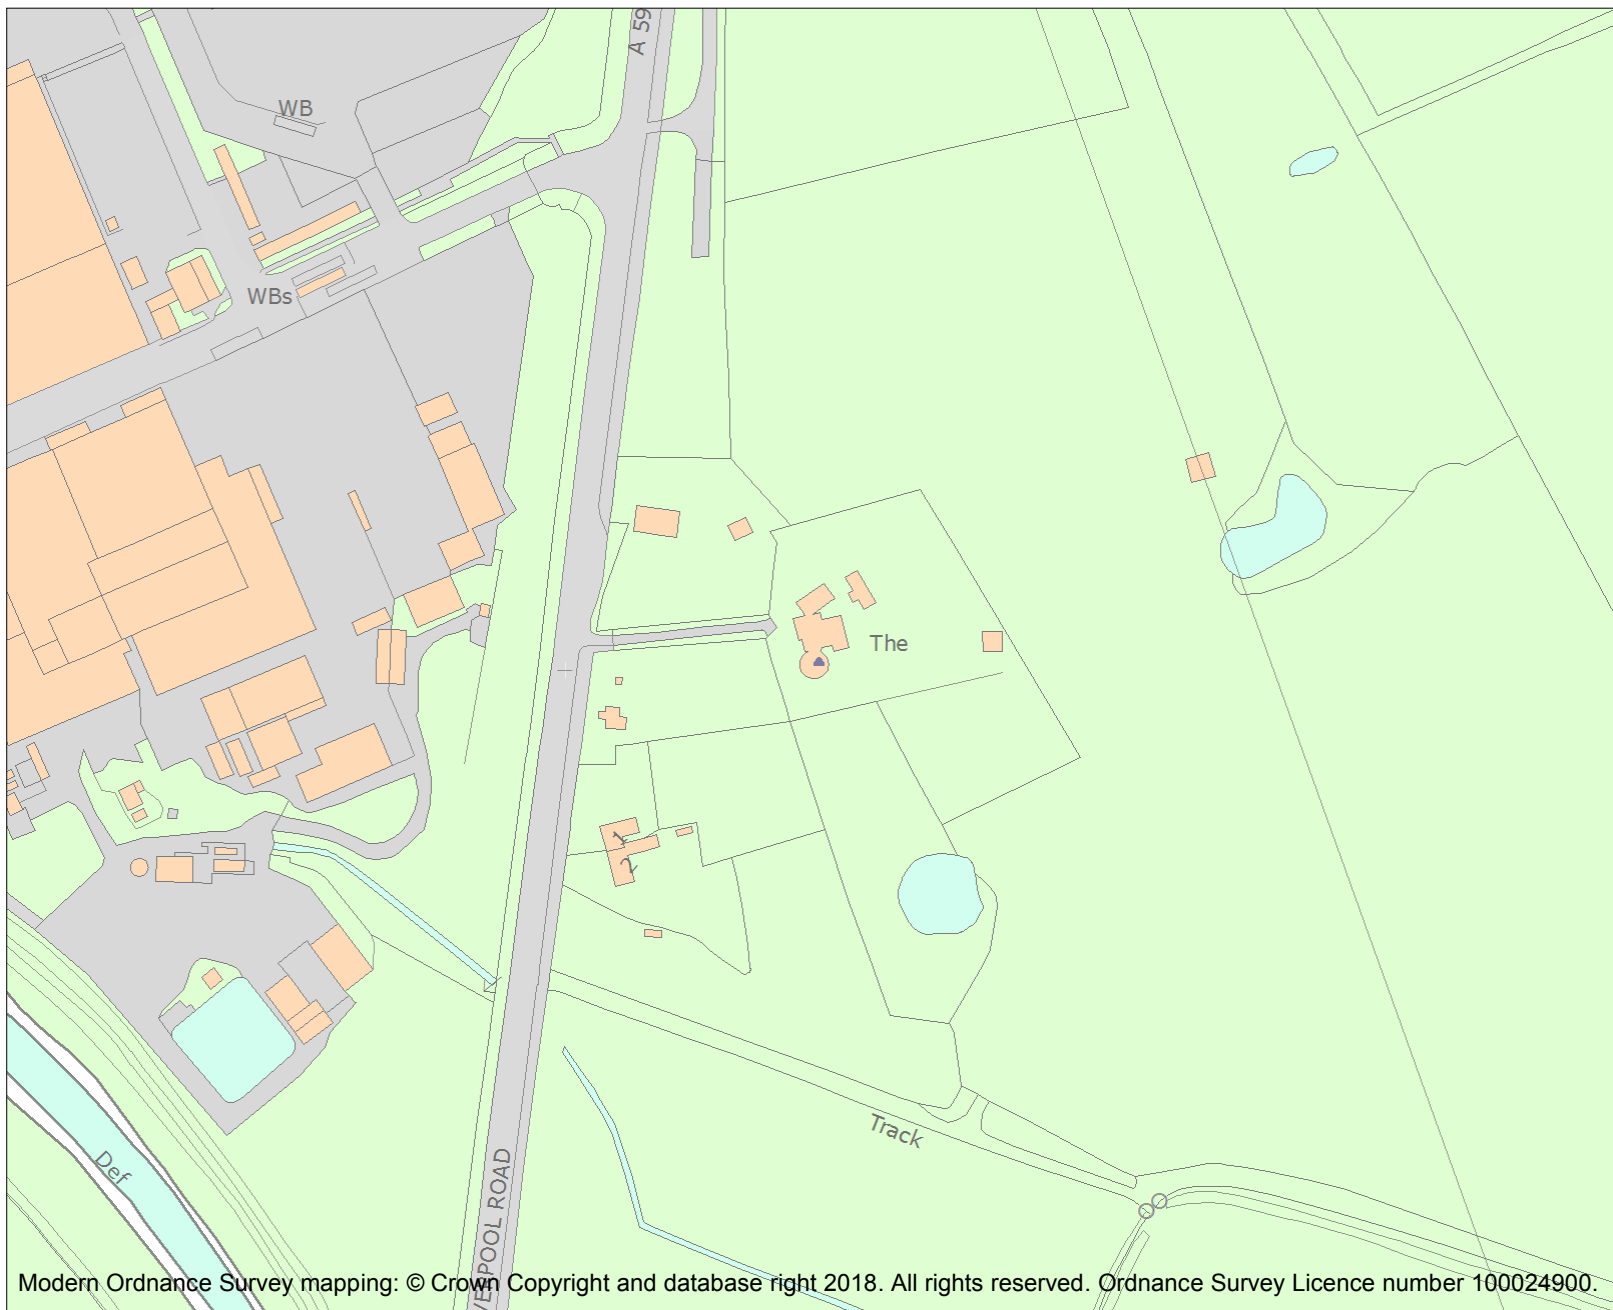 A 59
WB
WBs
The
1
2
Track
Def
VERPOOL ROAD
Modern Ordnance Survey mapping: © Crown Copyright and database right 2018. All rights reserved. Ordnance Survey Licence number 100024900.